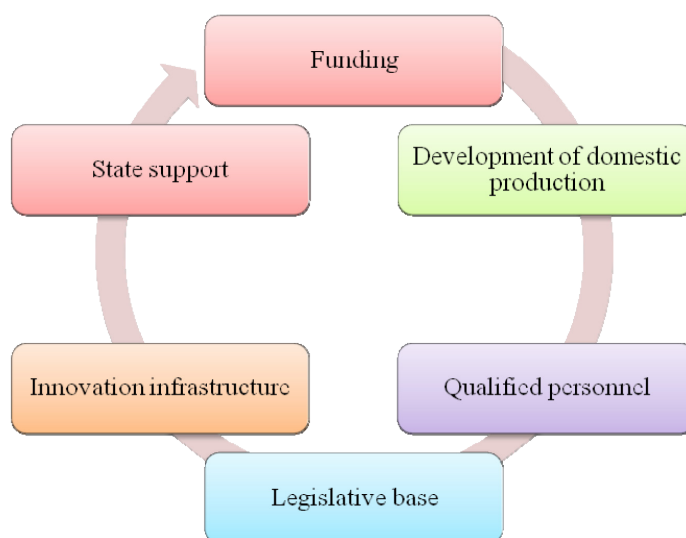 Funding
State support
Development of domestic
production
Innovation infrastructure
Qualified personnel
Legislative base